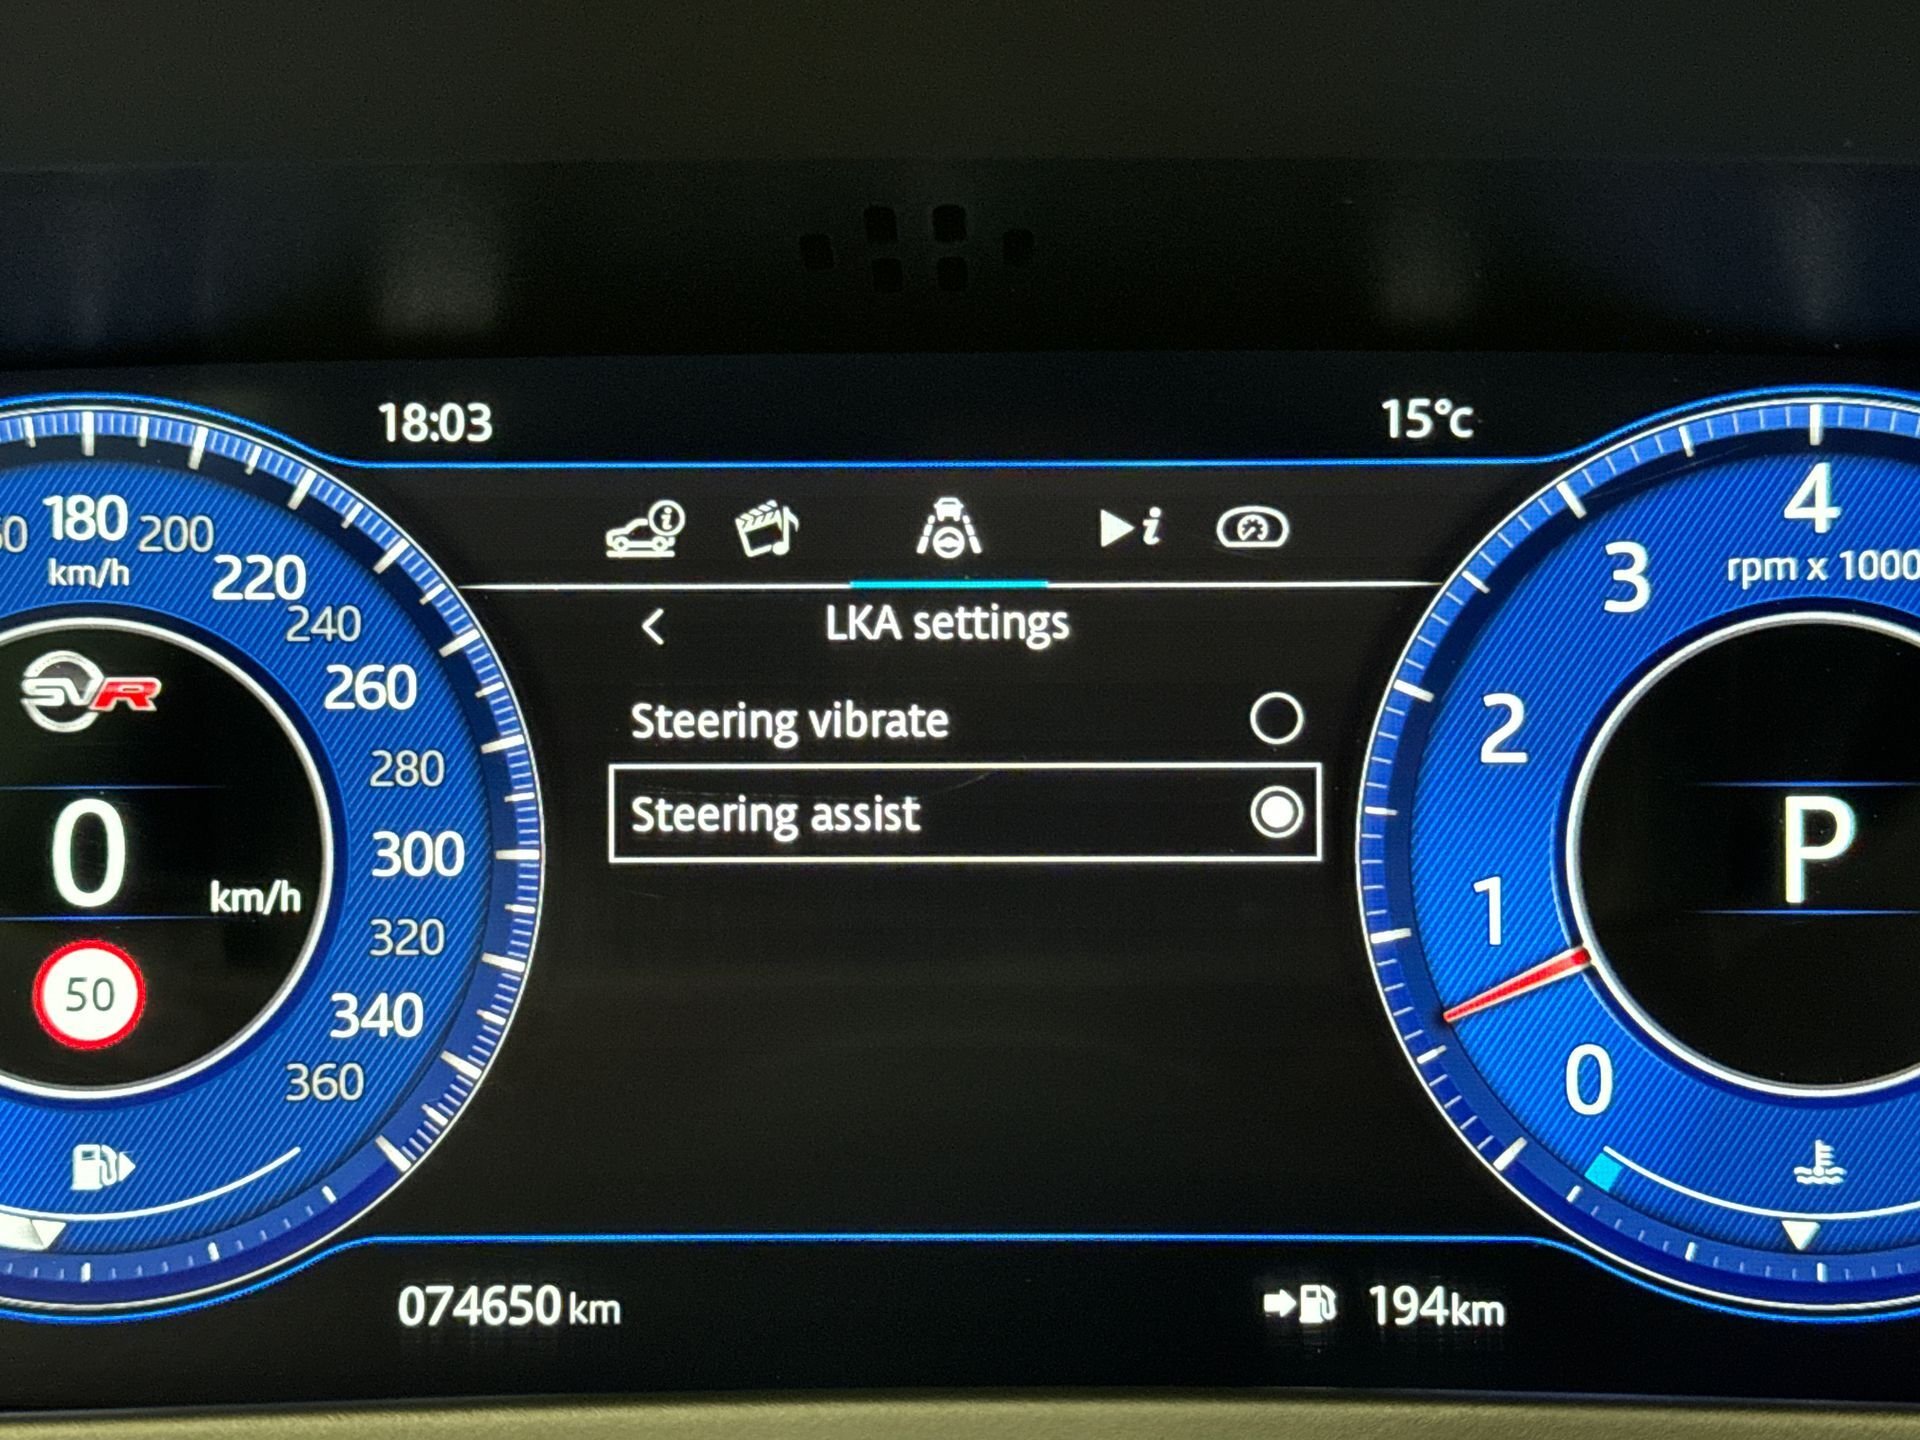 18:03
15°c
180
200
km/h
220
240
260
280
300
320
340
360
SVR
0
km/h
50
i
i
LKA settings
Steering vibrate
Steering assist
4
rpm x 1000
3
2
1
0
P
074650 km
194km